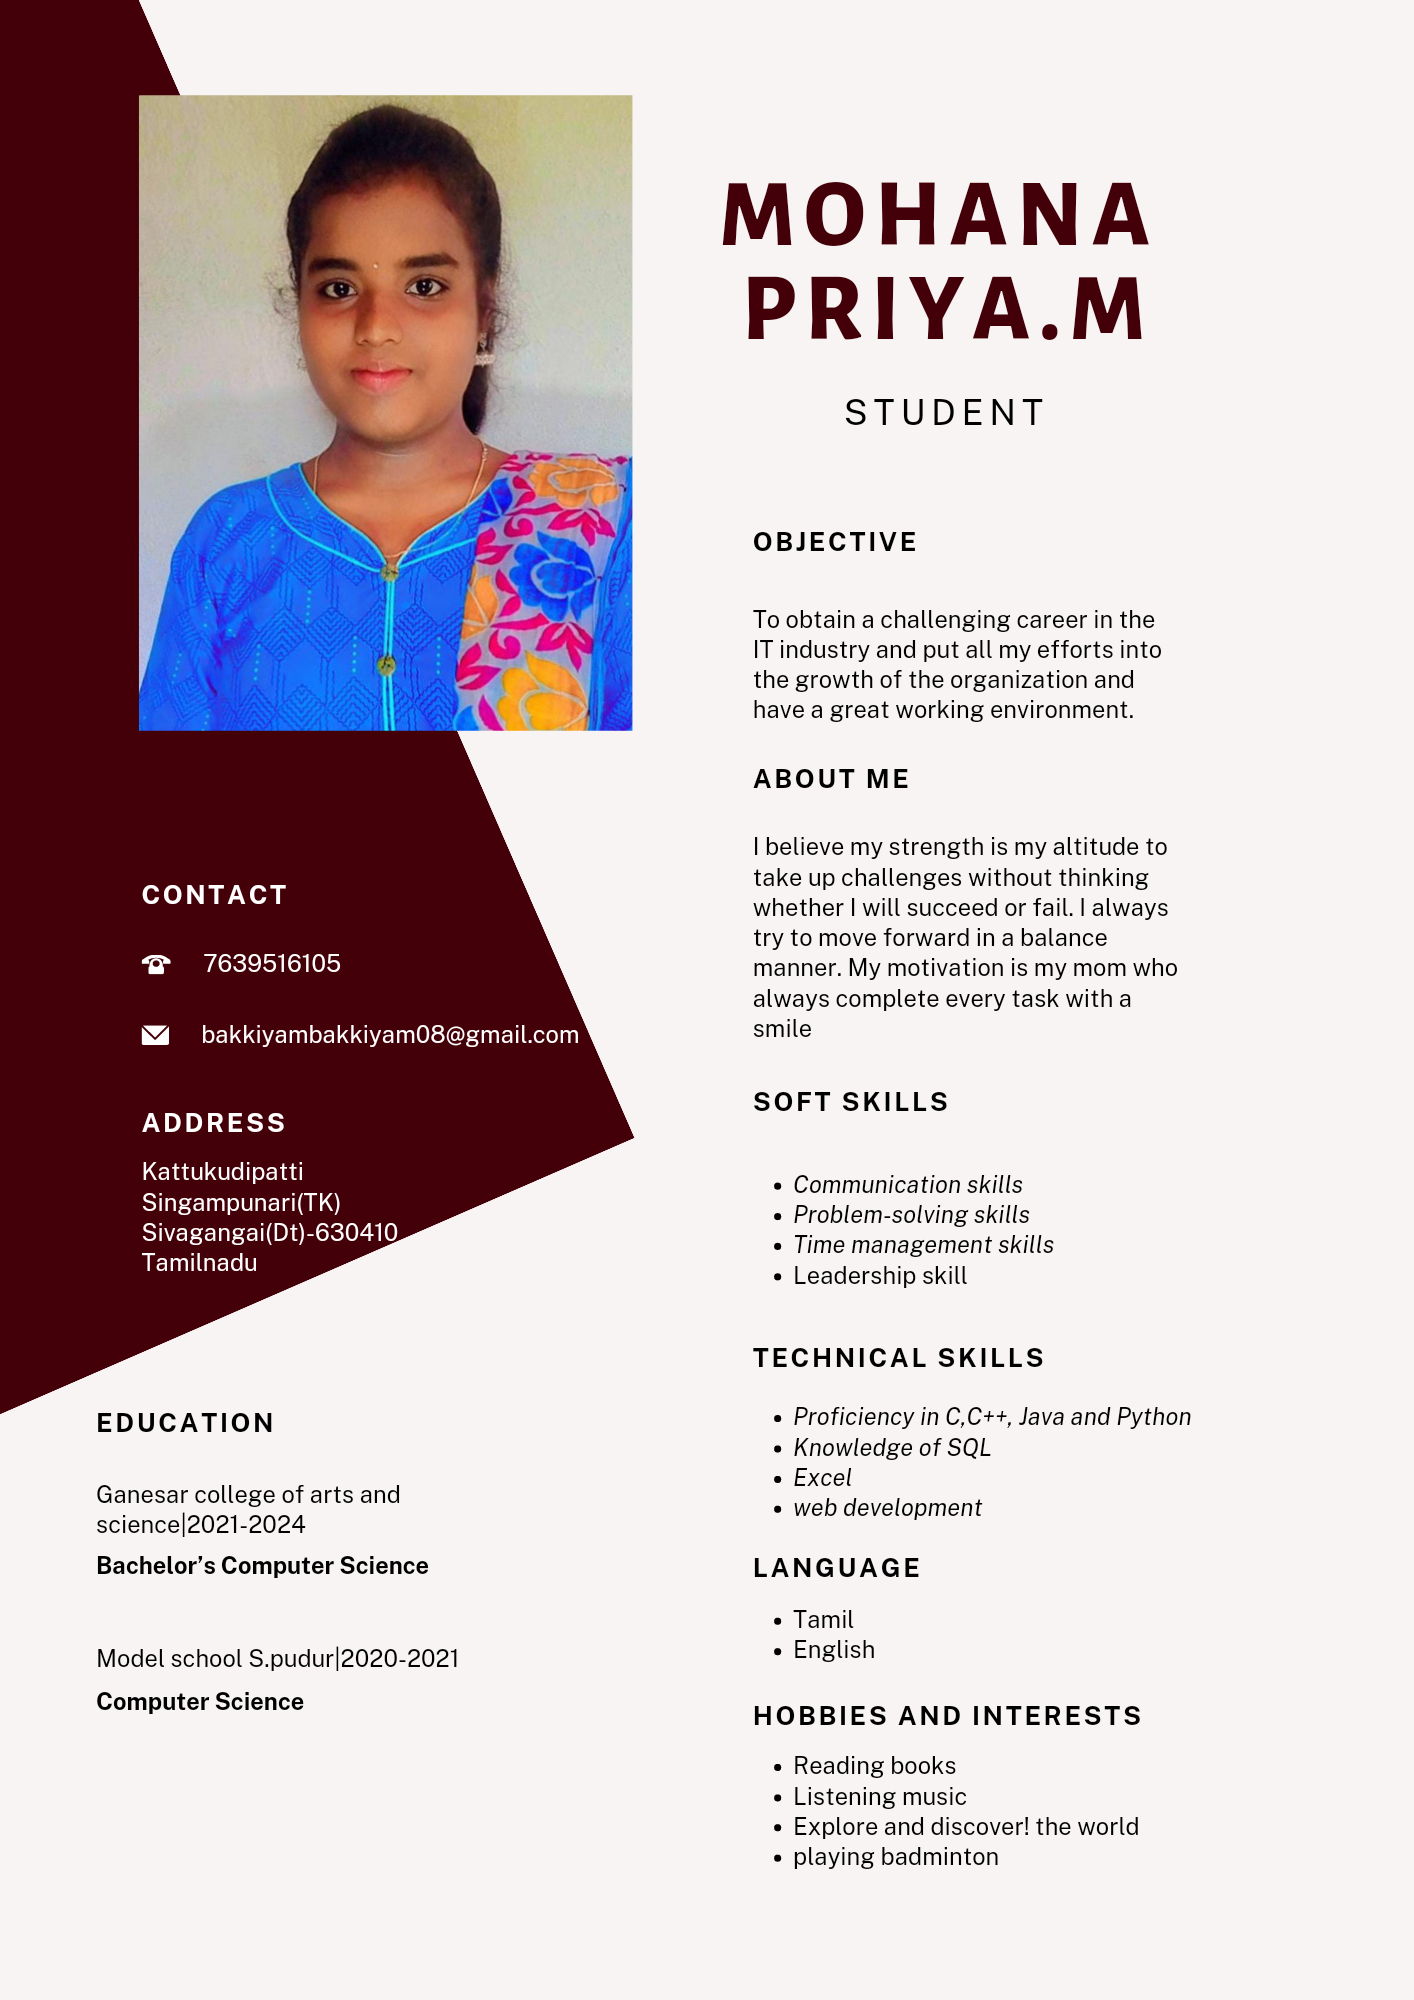 MOHANA
PRIYA.M
STUDENT
CONTACT
7639516105
bakkiyambakkiyam08@gmail.com
ADDRESS
Kattukudipatti
Singampunari(TK)
Sivagangai(Dt)-630410
Tamilnadu
EDUCATION
Ganesar college of arts and
science|2021-2024
Bachelor’s Computer Science
Model school S.pudur|2020-2021
Computer Science
OBJECTIVE
To obtain a challenging career in the
IT industry and put all my efforts into
the growth of the organization and
have a great working environment.
ABOUT ME
I believe my strength is my altitude to
take up challenges without thinking
whether I will succeed or fail. I always
try to move forward in a balance
manner. My motivation is my mom who
always complete every task with a
smile
SOFT SKILLS
• Communication skills
• Problem-solving skills
• Time management skills
• Leadership skill
TECHNICAL SKILLS
• Proficiency in C,C++, Java and Python
• Knowledge of SQL
• Excel
• web development
LANGUAGE
• Tamil
• English
HOBBIES AND INTERESTS
• Reading books
• Listening music
• Explore and discover! the world
• playing badminton